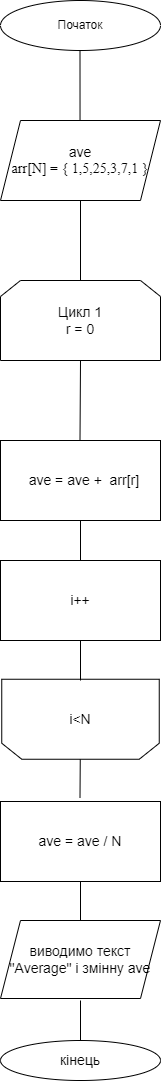 Початок
ave
arr[N] = { 1,5,25,3,7,1 }
Цикл 1
r = 0
ave = ave + arr[r]
i++
i<N
ave = ave / N
виводимо текст
"Average" і змінну ave
кінець